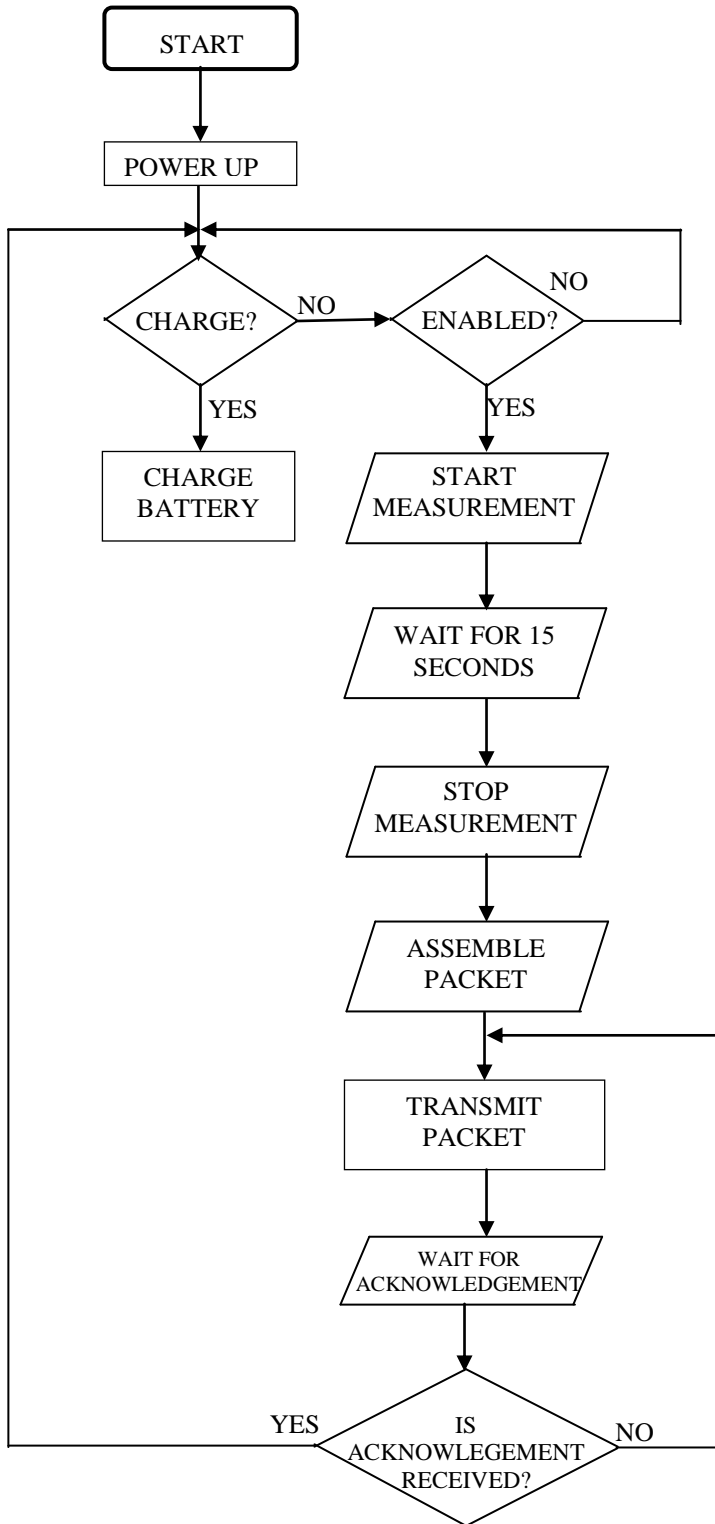 START
POWER UP
CHARGE?
NO
ENABLED?
NO
YES
YES
CHARGE
BATTERY
START
MEASUREMENT
WAIT FOR 15
SECONDS
STOP
MEASUREMENT
ASSEMBLE
PACKET
TRANSMIT
PACKET
WAIT FOR
ACKNOWLEDGEMENT
YES
IS
ACKNOWLEGEMENT
RECEIVED?
NO